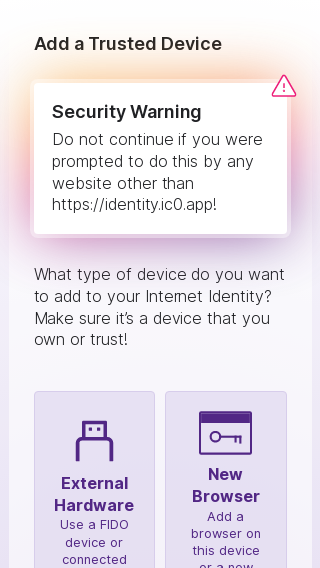 Add a Trusted Device
Security Warning
Do not continue if you were
prompted to do this by any
website other than
https://identity.ic0.app!
What type of device do you want
to add to your Internet Identity?
Make sure it’s a device that you
own or trust!
External
Hardware
Use a FIDO
device or
connected
New
Browser
Add a
browser on
this device
or a new